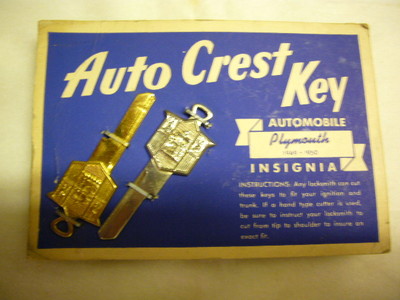 Auto Crest Key
AUTOMOBILE
Plymouth
1950
INSIGNIA
INSTRUCTIONS: Any locksmith can cut
these keys to fit your ignition and
trunk. If a hand type cutter is used,
be sure to instruct your locksmith to
cut from tip to shoulder to insure an
exact fit.